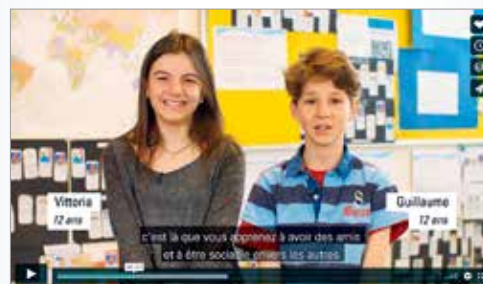 Vittoria
12 ans
Guillaume
12 ans
c'est là que vous apprenez à avoir des amis
et à être sociable envers les autres